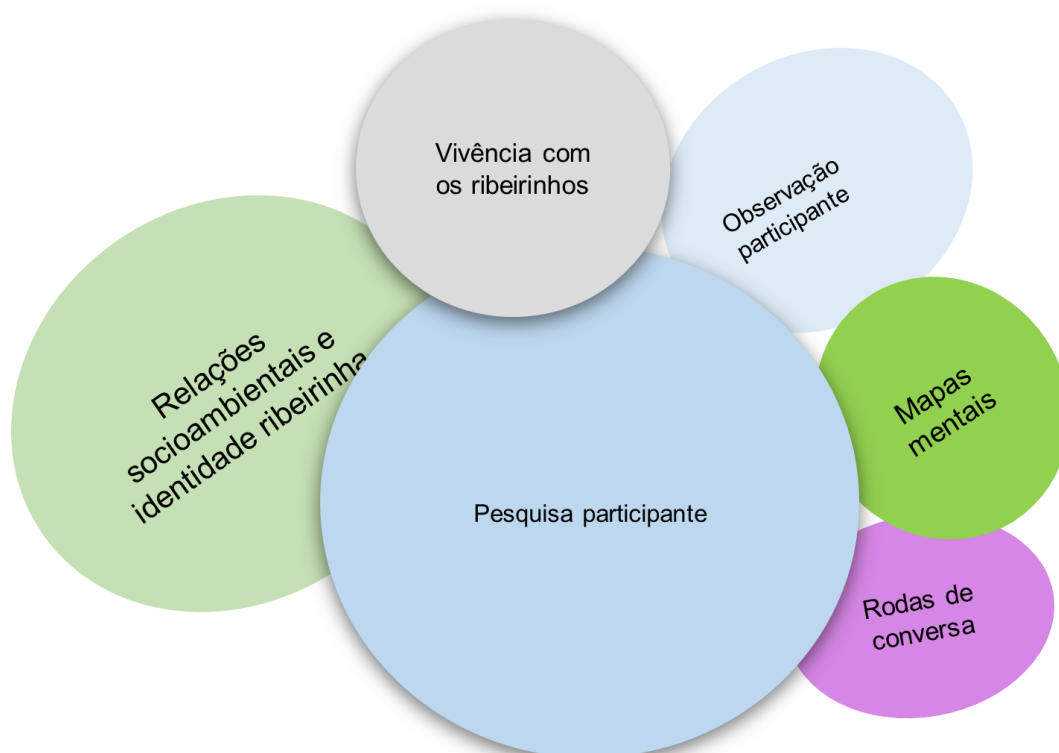 Vivência com
os ribeirinhos
Observação
participante
Relações
socioambientais e
identidade ribeirinha
Mapas
mentais
Pesquisa participante
Rodas de
conversa